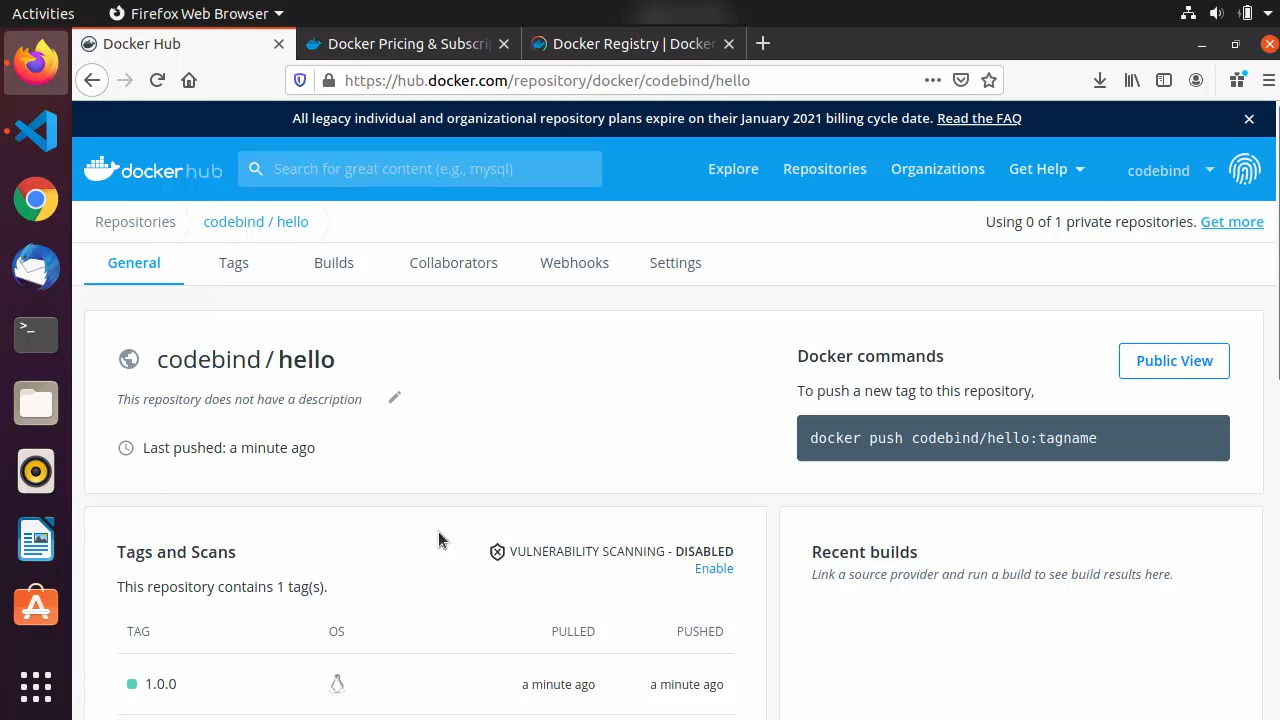 Activities
Firefox Web Browser
Docker Hub
Docker Pricing & Subscri
Docker Registry | Docker
https://hub.docker.com/repository/docker/codebind/hello
All legacy individual and organizational repository plans expire on their January 2021 billing cycle date. Read the FAQ
docker hub
Search for great content (e.g., mysql)
Explore
Repositories
Organizations
Get Help
codebind
Repositories
codebind / hello
Using 0 of 1 private repositories. Get more
General
Tags
Builds
Collaborators
Webhooks
Settings
codebind / hello
This repository does not have a description
Last pushed: a minute ago
Docker commands
Public View
To push a new tag to this repository,
docker push codebind/hello:tagname
Tags and Scans
VULNERABILITY SCANNING - DISABLED
Enable
This repository contains 1 tag(s).
TAG
OS
PULLED
PUSHED
1.0.0
a minute ago
a minute ago
Recent builds
Link a source provider and run a build to see build results here.